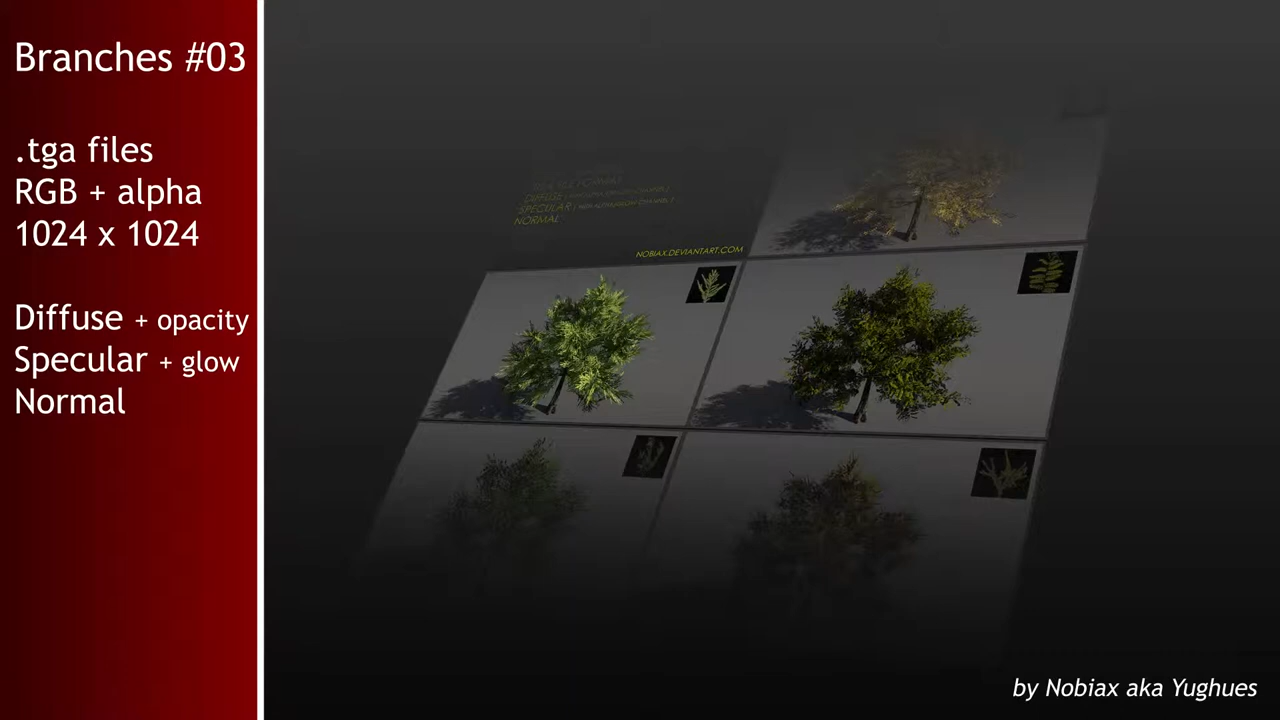 Branches #03
.tga files
RGB + alpha
1024 x 1024
Diffuse + opacity
Specular + glow
Normal
DIFFUSE
SPECULAR
NORMAL
NOBIAX.DEVIANTART.COM
by Nobiax aka Yughues